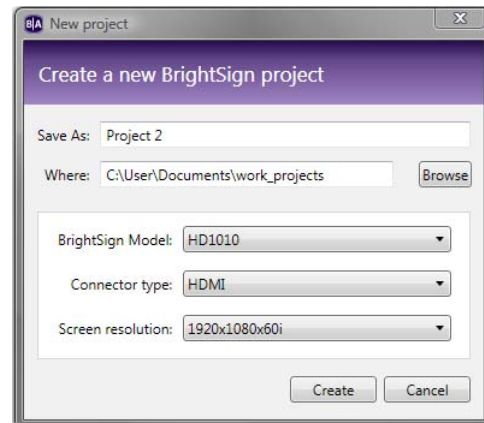 B|A New project
Create a new BrightSign project
Save As: Project 2
Where: C:\User\Documents\work_projects Browse
BrightSign Model: HD1010
Connector type: HDMI
Screen resolution: 1920x1080x60i
Create Cancel